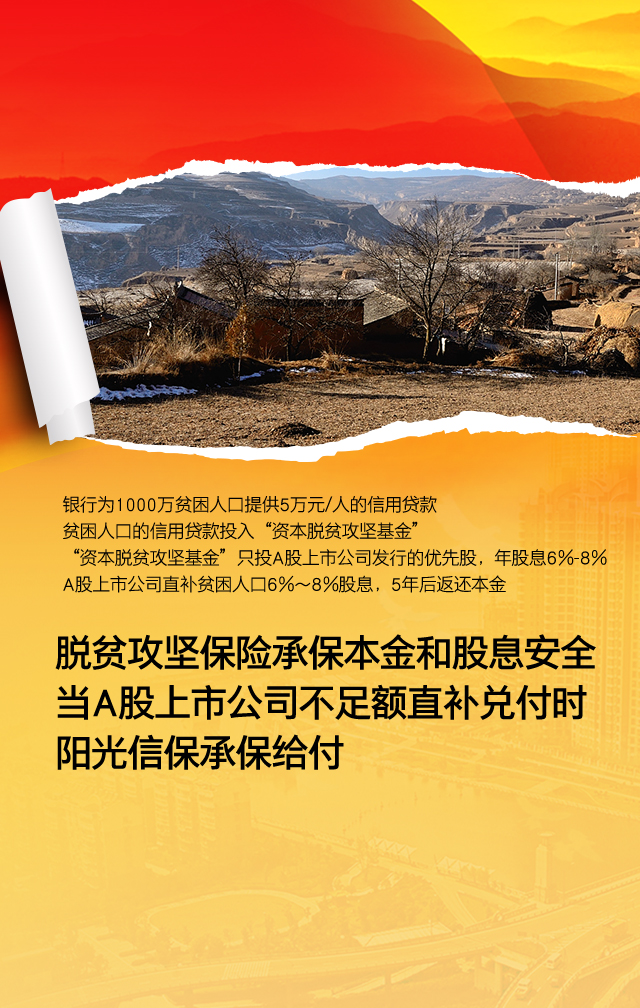 银行为1000万贫困人口提供5万元/人的信用贷款
贫困人口的信用贷款投入“资本脱贫攻坚基金”
“资本脱贫攻坚基金”只投A股上市公司发行的优先股，年股息6%-8%
A股上市公司直补贫困人口6%～8%股息，5年后返还本金
脱贫攻坚保险承保本金和股息安全
当A股上市公司不足额直补兑付时
阳光信保承保给付